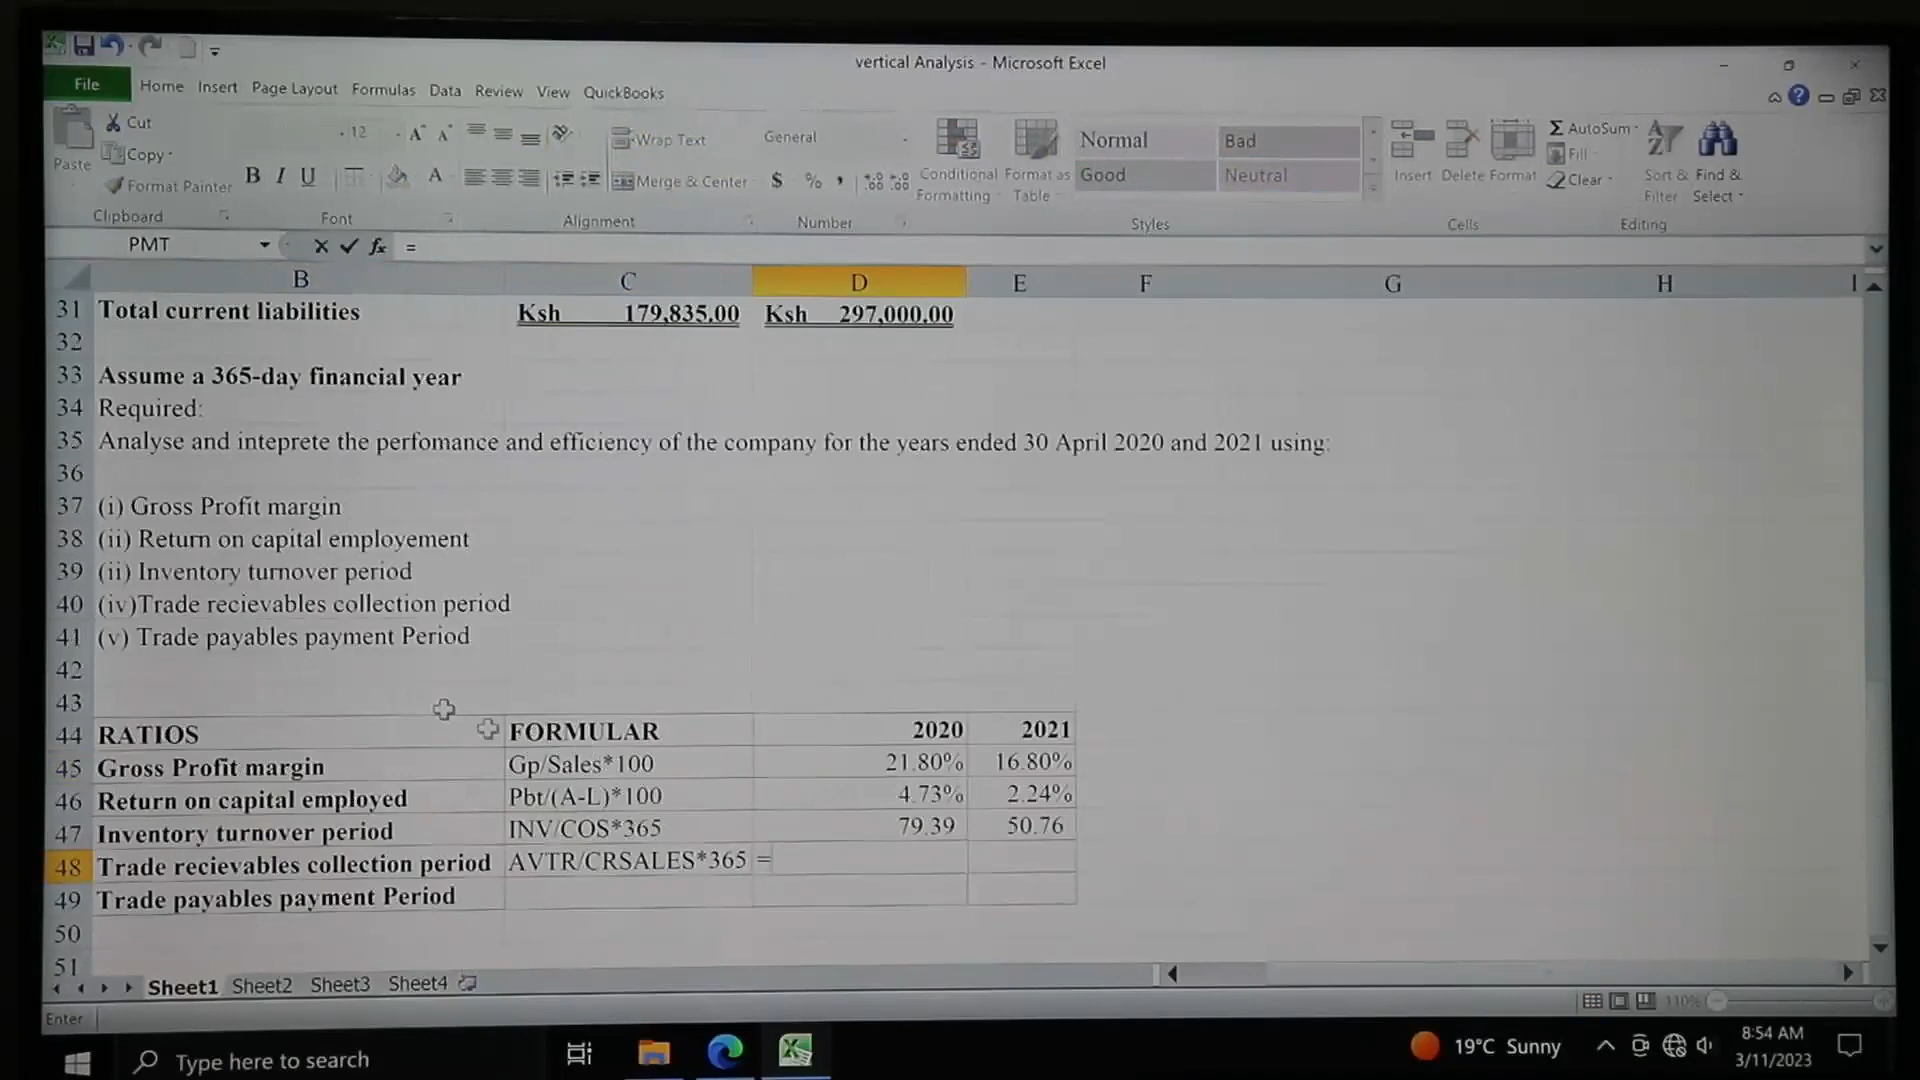 vertical Analysis - Microsoft Excel
File Home Insert Page Layout Formulas Data Review View QuickBooks
Paste
Cut
Copy
Format Painter
Clipboard
12
A A
B I U A
Font
Wrap Text
Merge & Center
Alignment
General
$ % ,
Number
Conditional Formatting
Format as Table
Normal Bad
Good Neutral
Styles
Insert Delete Format
Cells
Σ AutoSum
Fill
Clear
Sort & Filter
Find & Select
Editing
PMT fx =
B C D E F G H I
31 Total current liabilities Ksh 179,835.00 Ksh 297,000.00
32
33 Assume a 365-day financial year
34 Required:
35 Analyse and inteprete the perfomance and efficiency of the company for the years ended 30 April 2020 and 2021 using:
36
37 (i) Gross Profit margin
38 (ii) Return on capital employement
39 (ii) Inventory turnover period
40 (iv)Trade recievables collection period
41 (v) Trade payables payment Period
42
43
44 RATIOS FORMULAR 2020 2021
45 Gross Profit margin Gp/Sales*100 21.80% 16.80%
46 Return on capital employed Pbt/(A-L)*100 4.73% 2.24%
47 Inventory turnover period INV/COS*365 79.39 50.76
48 Trade recievables collection period AVTR/CRSALES*365 =
49 Trade payables payment Period
50
51
Sheet1 Sheet2 Sheet3 Sheet4
Enter
110%
Type here to search
19°C Sunny
8:54 AM
3/11/2023